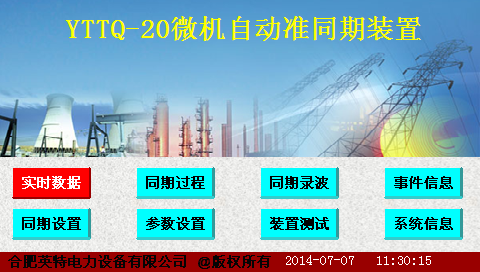 YTTQ-20微机自动准同期装置
实时数据 同期过程 同期录波 事件信息
同期设置 参数设置 装置测试 系统信息
合肥英特电力设备有限公司 @版权所有 2014-07-07 11:30:15